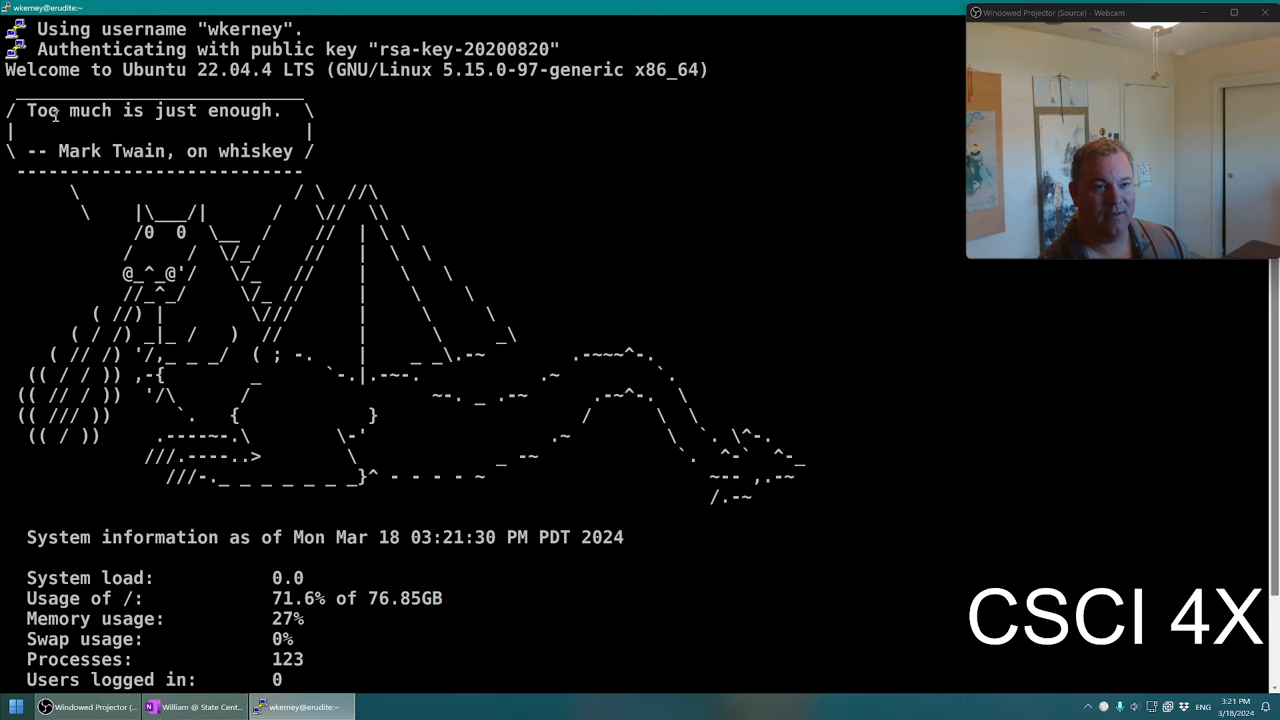 wkerney@erudite:~
Using username "wkerney".
Authenticating with public key "rsa-key-20200820"
Welcome to Ubuntu 22.04.4 LTS (GNU/Linux 5.15.0-97-generic x86_64)
Too much is just enough.
-- Mark Twain, on whiskey
System information as of Mon Mar 18 03:21:30 PM PDT 2024
System load: 0.0
Usage of /: 71.6% of 76.85GB
Memory usage: 27%
Swap usage: 0%
Processes: 123
Users logged in: 0
Windowed Projector (Source) - Webcam
CSCI 4X
Windowed Projector (...
William @ State Cent...
wkerney@erudite:~
ENG
3:21 PM
3/18/2024